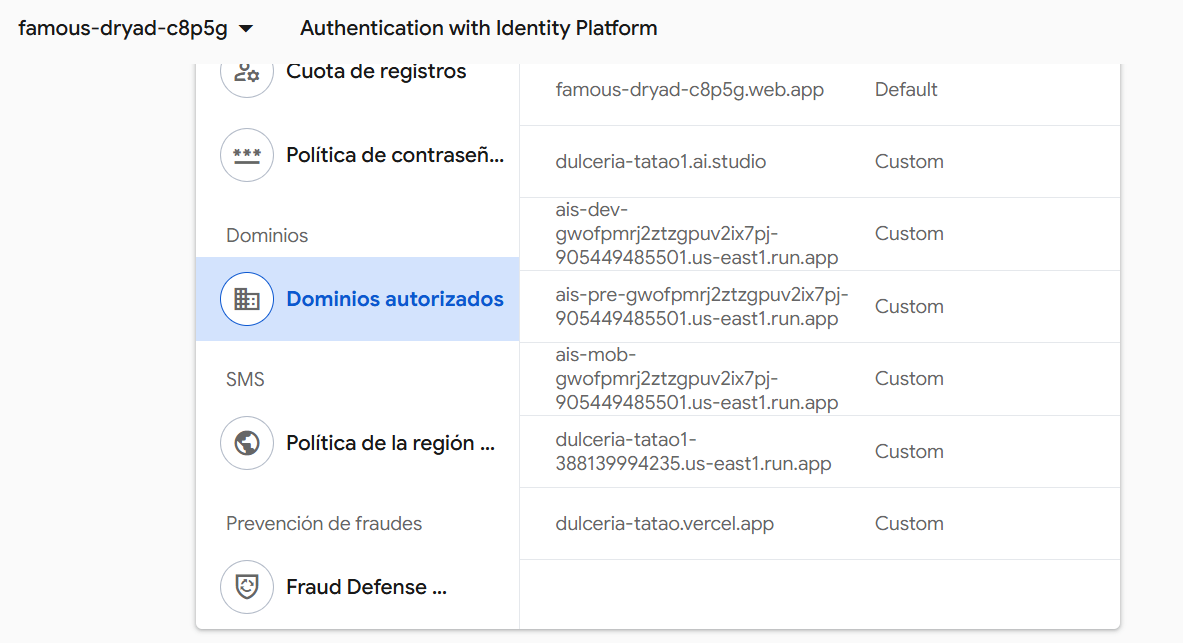 famous-dryad-c8p5g
Authentication with Identity Platform
Cuota de registros
Política de contraseñ...
Dominios
Dominios autorizados
SMS
Política de la región ...
Prevención de fraudes
Fraud Defense ...
famous-dryad-c8p5g.web.app Default
dulceria-tatao1.ai.studio Custom
ais-dev-
gwofpmrj2ztzgpuv2ix7pj- Custom
905449485501.us-east1.run.app
ais-pre-gwofpmrj2ztzgpuv2ix7pj-
905449485501.us-east1.run.app Custom
ais-mob-
gwofpmrj2ztzgpuv2ix7pj- Custom
905449485501.us-east1.run.app
dulceria-tatao1-
388139994235.us-east1.run.app Custom
dulceria-tatao.vercel.app Custom